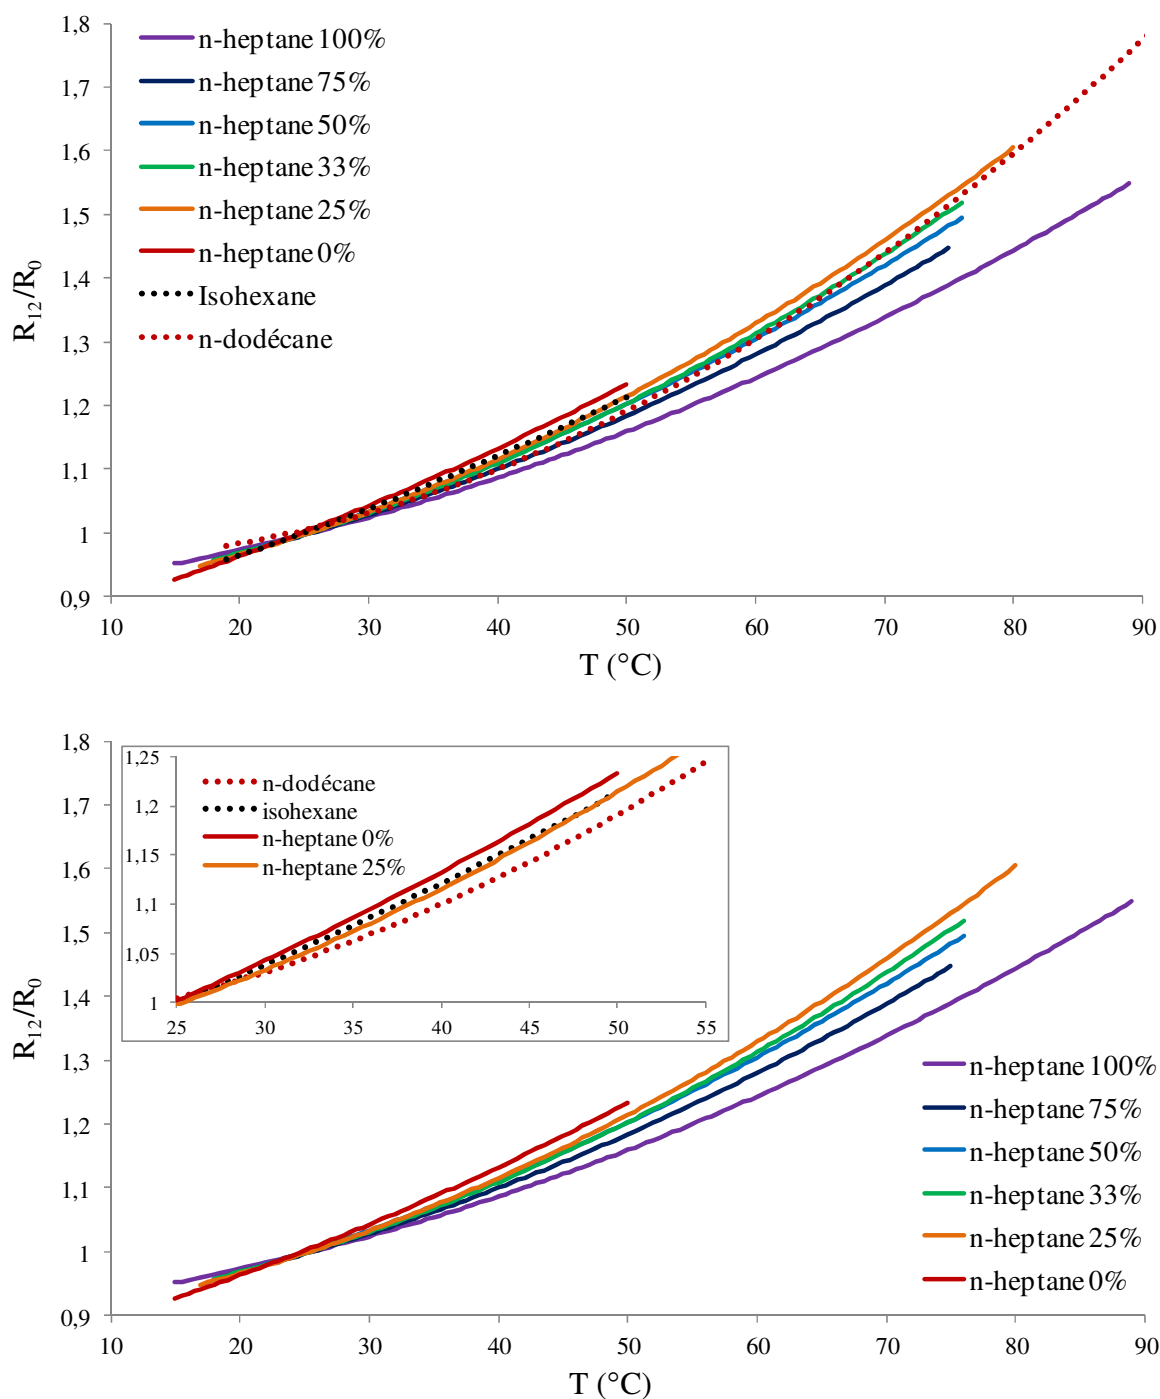 1,8
1,7
1,6
1,5
1,4
1,3
1,2
1,1
1
0,9
R12/R0
n-heptane 100%
n-heptane 75%
n-heptane 50%
n-heptane 33%
n-heptane 25%
n-heptane 0%
Isohexane
n-dodécane
10 20 30 40 50 60 70 80 90
T (°C)
1,8
1,7
1,6
1,5
1,4
1,3
1,2
1,1
1
0,9
R12/R0
1,25
1,2
1,15
1,1
1,05
1
n-dodécane
isohexane
n-heptane 0%
n-heptane 25%
25 30 35 40 45 50 55
n-heptane 100%
n-heptane 75%
n-heptane 50%
n-heptane 33%
n-heptane 25%
n-heptane 0%
10 20 30 40 50 60 70 80 90
T (°C)